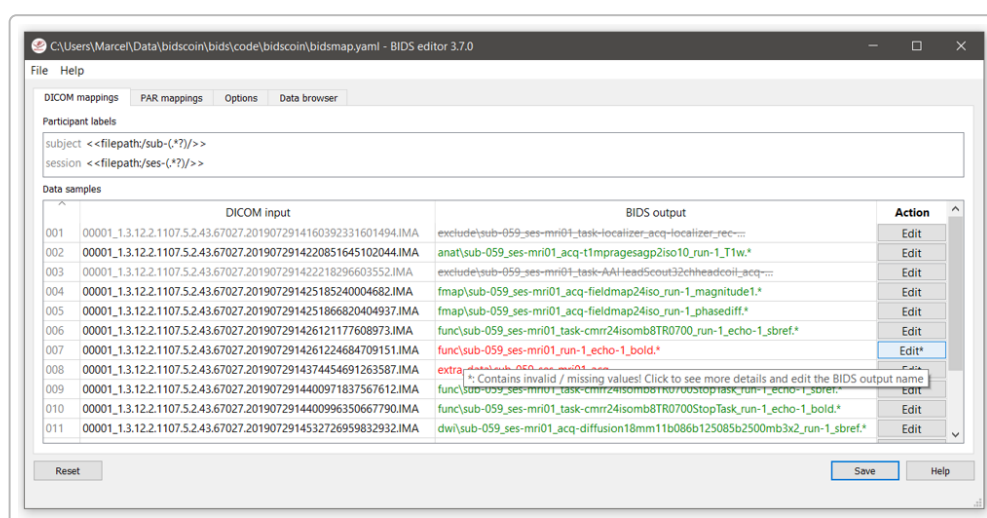 C:\Users\Marcel\Data\bidscoin\bids\code\bidscoin\bidsmap.yaml - BIDS editor 3.7.0
File Help
DICOM mappings PAR mappings Options Data browser
Participant labels
subject <<filepath:/sub-(.*?)/>>
session <<filepath:/ses-(.*?)/>>
Data samples
DICOM input BIDS output Action
001 00001_1.3.12.2.1107.5.2.43.67027.2019072914160392331601494.IMA exclude\sub-059_ses-mri01_task-localizer_acq-localizer_rec-... Edit
002 00001_1.3.12.2.1107.5.2.43.67027.2019072914220851645102044.IMA anat\sub-059_ses-mri01_acq-t1mpragesagp2iso10_run-1_T1w.* Edit
003 00001_1.3.12.2.1107.5.2.43.67027.201907291422218296603552.IMA exclude\sub-059_ses-mri01_task-AAHeadScout32chheadcoil_acq-... Edit
004 00001_1.3.12.2.1107.5.2.43.67027.201907291425185240004682.IMA fmap\sub-059_ses-mri01_acq-fieldmap24iso_run-1_magnitude1.* Edit
005 00001_1.3.12.2.1107.5.2.43.67027.2019072914251866820404937.IMA fmap\sub-059_ses-mri01_acq-fieldmap24iso_run-1_phasediff.* Edit
006 00001_1.3.12.2.1107.5.2.43.67027.201907291426121177608973.IMA func\sub-059_ses-mri01_task-cmrr24isomb8TR0700_run-1_echo-1_sbref.* Edit
007 00001_1.3.12.2.1107.5.2.43.67027.2019072914261224684709151.IMA func\sub-059_ses-mri01_run-1_echo-1_bold.* Edit*
008 00001_1.3.12.2.1107.5.2.43.67027.2019072914374454691263587.IMA
*: Contains invalid / missing values! Click to see more details and edit the BIDS output name
009 00001_1.3.12.2.1107.5.2.43.67027.2019072914400971837567612.IMA func\sub-059_ses-mri01_task-cmrr24isomb8TR0700StopTask_run-1_echo-1_sbref.* Edit
010 00001_1.3.12.2.1107.5.2.43.67027.2019072914400996350667790.IMA func\sub-059_ses-mri01_task-cmrr24isomb8TR0700StopTask_run-1_echo-1_bold.* Edit
011 00001_1.3.12.2.1107.5.2.43.67027.2019072914532726959832932.IMA dwi\sub-059_ses-mri01_acq-diffusion18mm11b086b125085b2500mb3x2_run-1_sbref.* Edit
Reset Save Help